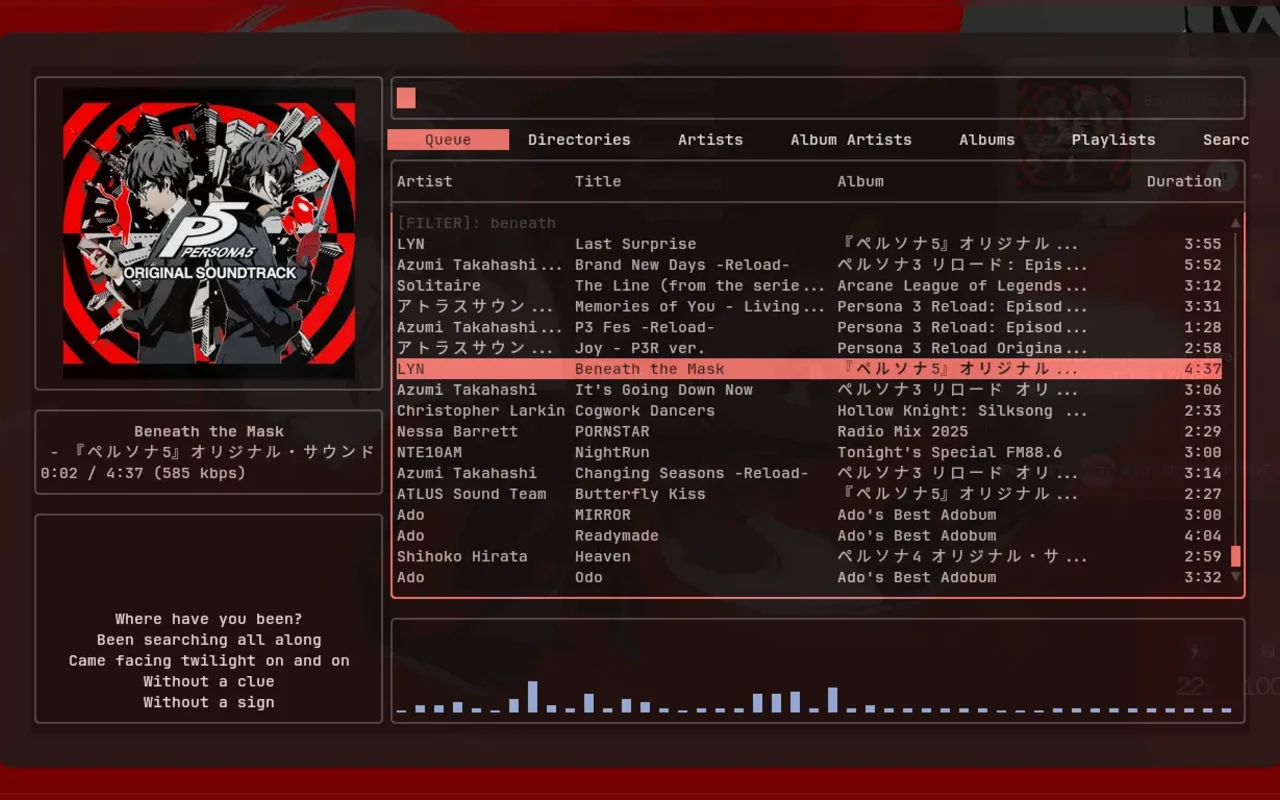 P5
PERSONA5
ORIGINAL SOUNDTRACK
Beneath the Mask
- 『ペルソナ5』オリジナル・サウンド
0:02 / 4:37 (585 kbps)
Where have you been?
Been searching all along
Came facing twilight on and on
Without a clue
Without a sign
Queue Directories Artists Album Artists Albums Playlists Searc
Artist Title Album Duration
[FILTER]: beneath
LYN Last Surprise 『ペルソナ5』オリジナル ... 3:55
Azumi Takahashi... Brand New Days -Reload- ペルソナ3 リロード: Epis... 5:52
Solitaire The Line (from the serie... Arcane League of Legends... 3:12
アトラスサウン ... Memories of You - Living... Persona 3 Reload: Episod... 3:31
Azumi Takahashi... P3 Fes -Reload- Persona 3 Reload: Episod... 1:28
アトラスサウン ... Joy - P3R ver. Persona 3 Reload Origina... 2:58
LYN Beneath the Mask 『ペルソナ5』オリジナル ... 4:37
Azumi Takahashi It's Going Down Now ペルソナ3 リロード オリ ... 3:06
Christopher Larkin Cogwork Dancers Hollow Knight: Silksong ... 2:33
Nessa Barrett PORNSTAR Radio Mix 2025 2:29
NTE10AM NightRun Tonight's Special FM88.6 3:00
Azumi Takahashi Changing Seasons -Reload- ペルソナ3 リロード オリ ... 3:14
ATLUS Sound Team Butterfly Kiss 『ペルソナ5』オリジナル ... 2:27
Ado MIRROR Ado's Best Adobum 3:00
Ado Readymade Ado's Best Adobum 4:04
Shihoko Hirata Heaven ペルソナ4 オリジナル・サ ... 2:59
Ado Odo Ado's Best Adobum 3:32
22
100